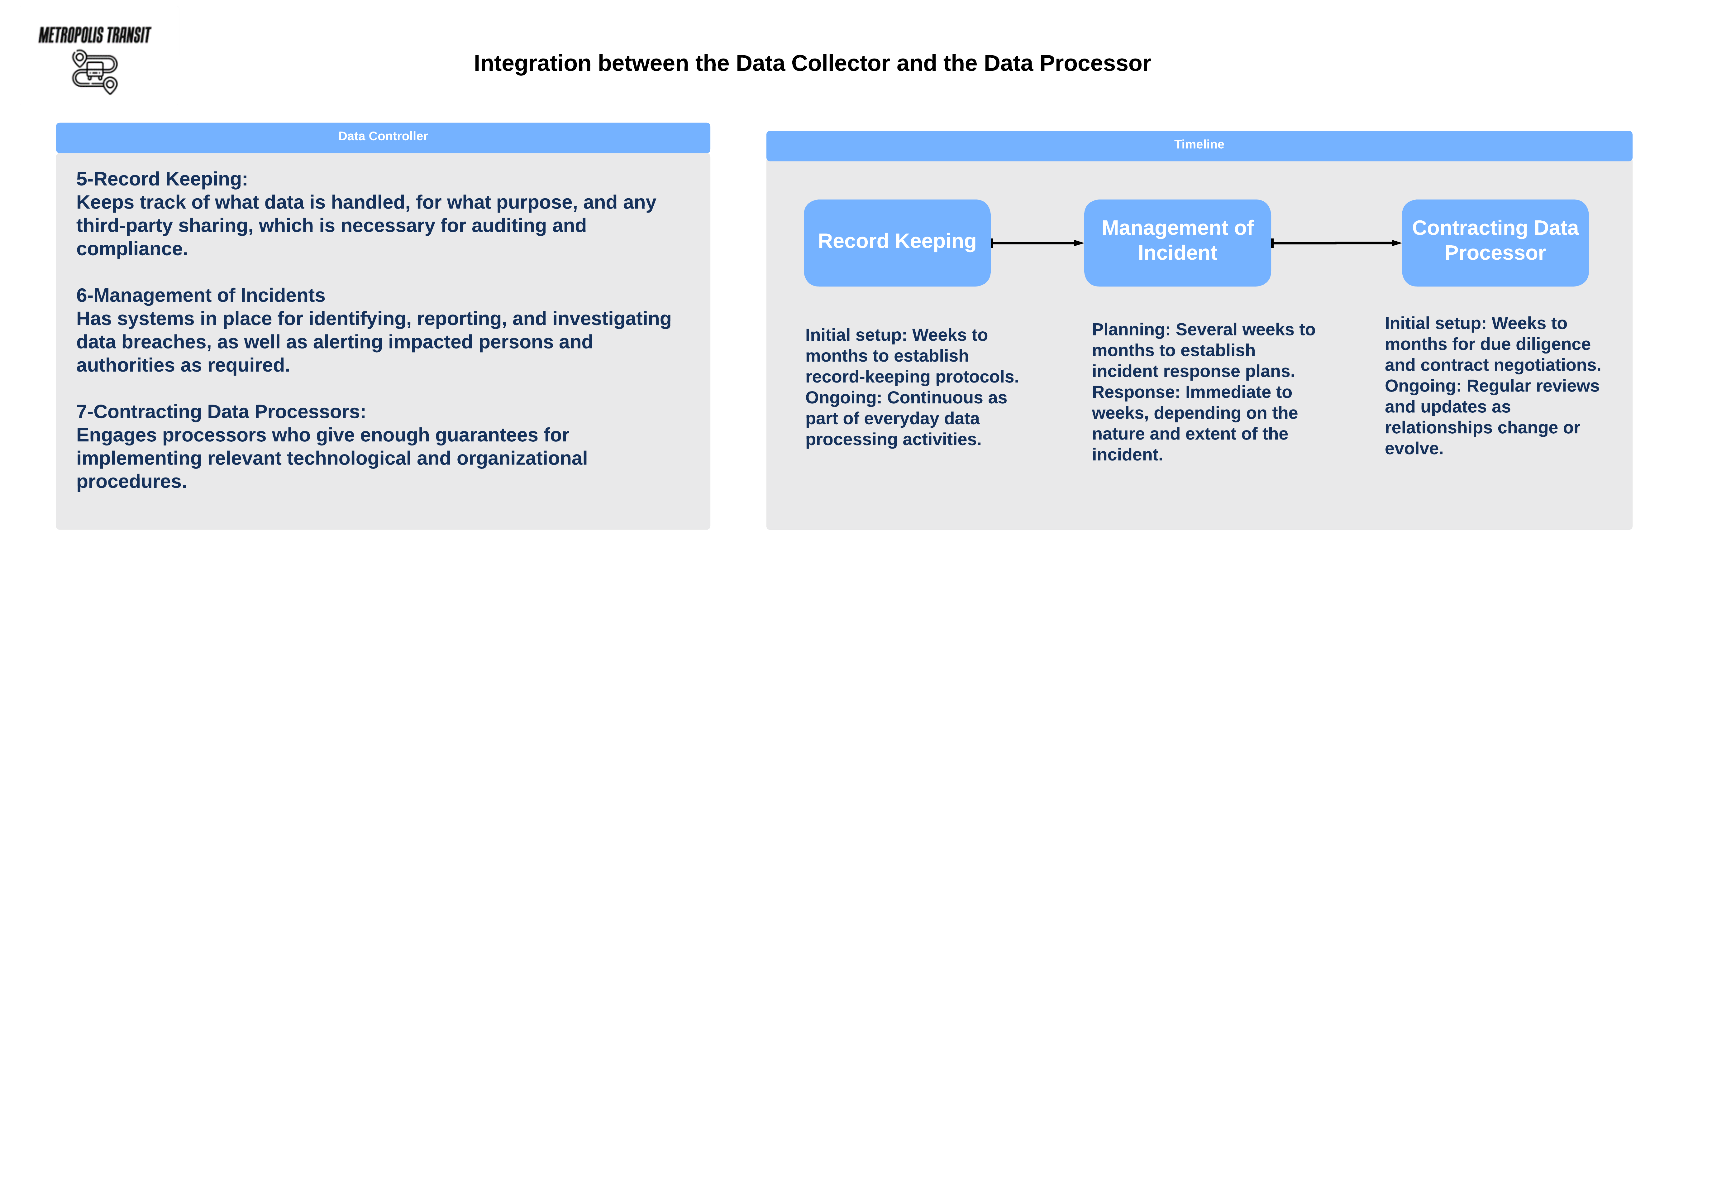 METROPOLIS TRANSIT
Integration between the Data Collector and the Data Processor
Data Controller
5-Record Keeping:
Keeps track of what data is handled, for what purpose, and any
third-party sharing, which is necessary for auditing and
compliance.
6-Management of Incidents
Has systems in place for identifying, reporting, and investigating
data breaches, as well as alerting impacted persons and
authorities as required.
7-Contracting Data Processors:
Engages processors who give enough guarantees for
implementing relevant technological and organizational
procedures.
Timeline
Record Keeping
Management of
Incident
Contracting Data
Processor
Initial setup: Weeks to
months to establish
record-keeping protocols.
Ongoing: Continuous as
part of everyday data
processing activities.
Planning: Several weeks to
months to establish
incident response plans.
Response: Immediate to
weeks, depending on the
nature and extent of the
incident.
Initial setup: Weeks to
months for due diligence
and contract negotiations.
Ongoing: Regular reviews
and updates as
relationships change or
evolve.